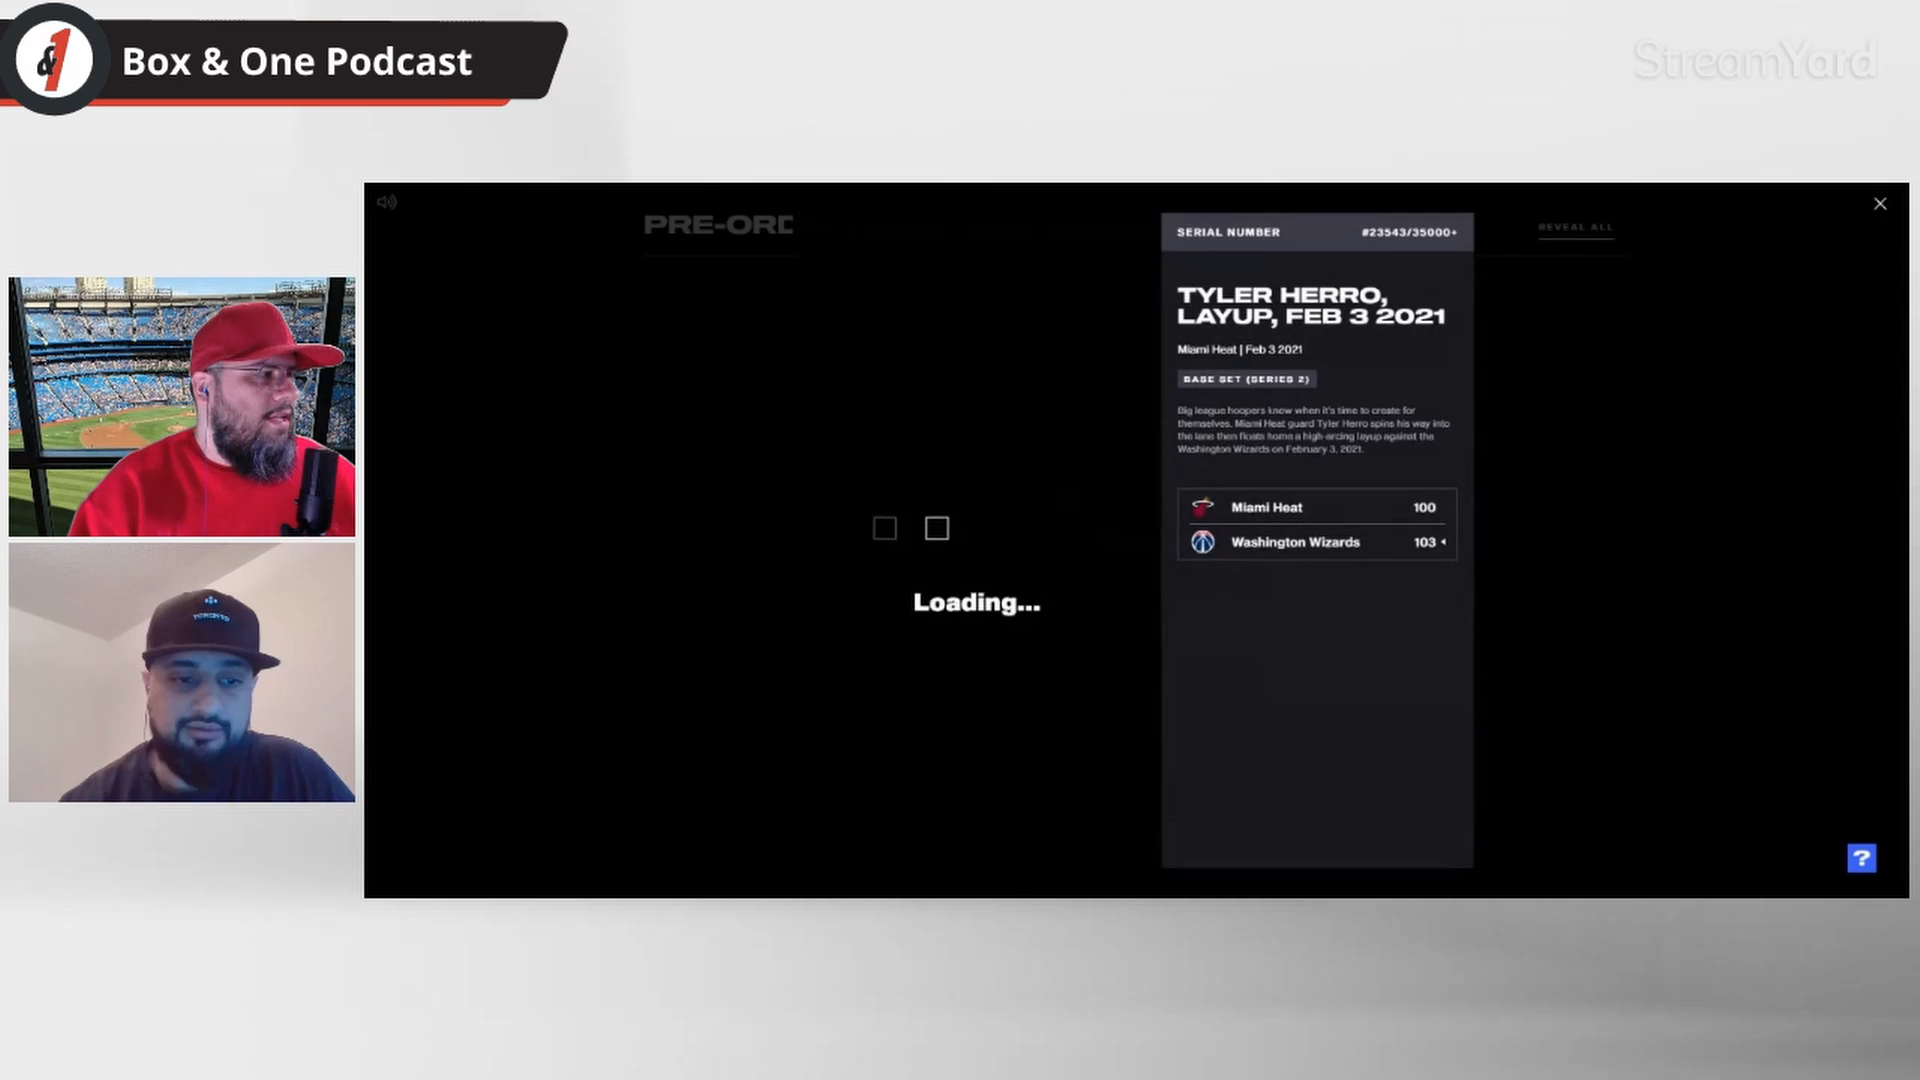 &1 Box & One Podcast
StreamYard
PRE-ORD
REVEAL ALL
SERIAL NUMBER #23543/35000+
TYLER HERRO,
LAYUP, FEB 3 2021
Miami Heat | Feb 3 2021
BASE SET (SERIES 2)
Big league hoopers know when it's time to create for
themselves. Miami Heat guard Tyler Herro spins his way into
the lane then floats home a high-arcing layup against the
Washington Wizards on February 3, 2021.
Miami Heat 100
Washington Wizards 103
Loading...
TORONTO
?